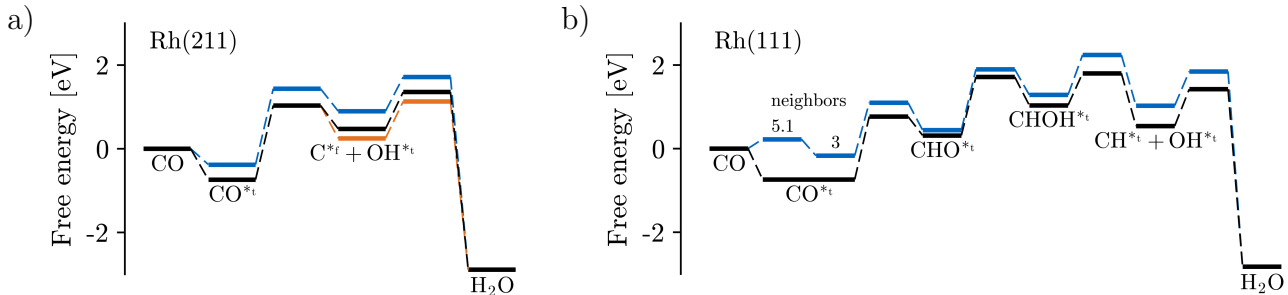 a)
Rh(211)
Free energy [eV]
2
0
-2
CO
CO*t
C*f + OH*t
H2O
b)
Rh(111)
Free energy [eV]
2
0
-2
neighbors
5.1
3
CO
CO*t
CHO*t
CHOH*t
CH*t + OH*t
H2O